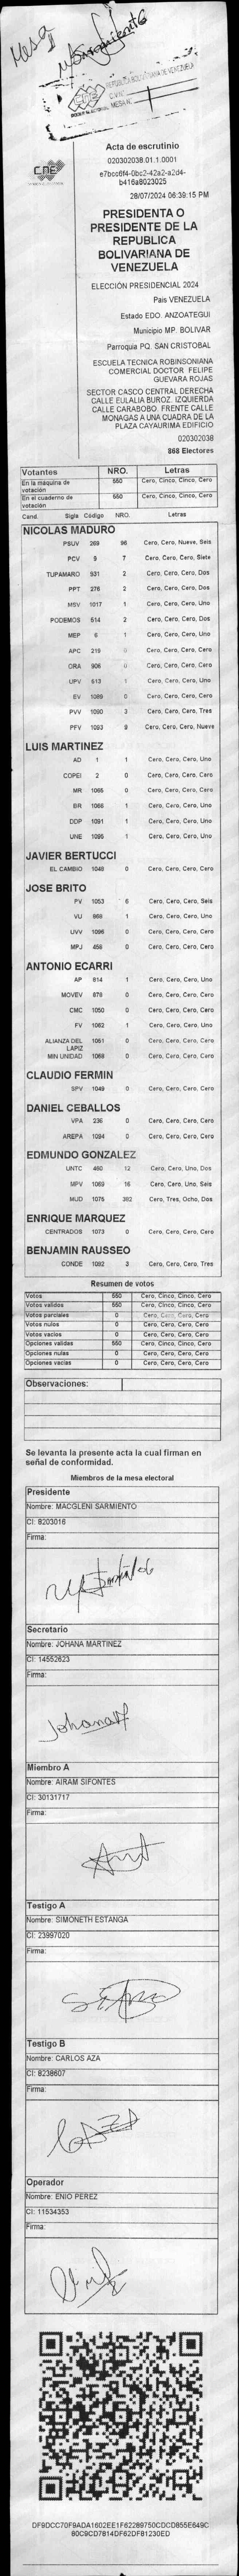 Mesa
REPUBLICA BOLIVARIANA DE VENEZUELA
MESA Nº
CNE
Acta de escrutinio
020302038.01.1.0001
e7bcc6f4-0bc2-42a2-a2d4-
b416a8023025
28/07/2024 06:39:15 PM
PRESIDENTA O
PRESIDENTE DE LA
REPUBLICA
BOLIVARIANA DE
VENEZUELA
ELECCIÓN PRESIDENCIAL 2024
Pais VENEZUELA
Estado EDO. ANZOATEGUI
Municipio MP. BOLIVAR
Parroquia PQ. SAN CRISTOBAL
ESCUELA TECNICA ROBINSONIANA
COMERCIAL DOCTOR FELIPE
GUEVARA ROJAS
SECTOR CASCO CENTRAL DERECHA
CALLE EULALIA BUROZ. IZQUIERDA
CALLE CARABOBO. FRENTE CALLE
MONAGAS A UNA CUADRA DE LA
PLAZA CAYAURIMA EDIFICIO
020302038
868 Electores
Votantes NRO. Letras
En la máquina de votación 550 Cero, Cinco, Cinco, Cero
En el cuaderno de votación 550 Cero, Cinco, Cinco, Cero
Cand. Sigla Código NRO. Letras
NICOLAS MADURO
PSUV 269 96 Cero, Cero, Nueve, Seis
PCV 9 7 Cero, Cero, Cero, Siete
TUPAMARO 931 2 Cero, Cero, Cero, Dos
PPT 276 2 Cero, Cero, Cero, Dos
MSV 1017 1 Cero, Cero, Cero, Uno
PODEMOS 514 2 Cero, Cero, Cero, Dos
MEP 6 1 Cero, Cero, Cero, Uno
APC 219 0 Cero, Cero, Cero, Cero
ORA 906 0 Cero, Cero, Cero, Cero
UPV 613 1 Cero, Cero, Cero, Uno
EV 1089 0 Cero, Cero, Cero, Cero
PVV 1090 3 Cero, Cero, Cero, Tres
PFV 1093 9 Cero, Cero, Cero, Nueve
LUIS MARTINEZ
AD 1 1 Cero, Cero, Cero, Uno
COPEI 2 0 Cero, Cero, Cero, Cero
MR 1065 0 Cero, Cero, Cero, Cero
BR 1066 1 Cero, Cero, Cero, Uno
DDP 1091 1 Cero, Cero, Cero, Uno
UNE 1095 1 Cero, Cero, Cero, Uno
JAVIER BERTUCCI
EL CAMBIO 1048 0 Cero, Cero, Cero, Cero
JOSE BRITO
PV 1053 6 Cero, Cero, Cero, Seis
VU 869 1 Cero, Cero, Cero, Uno
UVV 1096 0 Cero, Cero, Cero, Cero
MPJ 458 0 Cero, Cero, Cero, Cero
ANTONIO ECARRI
AP 814 1 Cero, Cero, Cero, Uno
MOVEV 879 0 Cero, Cero, Cero, Cero
CMC 1050 0 Cero, Cero, Cero, Cero
FV 1062 1 Cero, Cero, Cero, Uno
ALIANZA DEL LAPIZ 1061 0 Cero, Cero, Cero, Cero
MIN UNIDAD 1068 0 Cero, Cero, Cero, Cero
CLAUDIO FERMIN
SPV 1049 0 Cero, Cero, Cero, Cero
DANIEL CEBALLOS
VPA 236 0 Cero, Cero, Cero, Cero
AREPA 1094 0 Cero, Cero, Cero, Cero
EDMUNDO GONZALEZ
UNTC 460 12 Cero, Cero, Uno, Dos
MPV 1069 16 Cero, Cero, Uno, Seis
MUD 1075 382 Cero, Tres, Ocho, Dos
ENRIQUE MARQUEZ
CENTRADOS 1073 0 Cero, Cero, Cero, Cero
BENJAMIN RAUSSEO
CONDE 1092 3 Cero, Cero, Cero, Tres
Resumen de votos
Votos 550 Cero, Cinco, Cinco, Cero
Votos validos 550 Cero, Cinco, Cinco, Cero
Votos parciales 0 Cero, Cero, Cero, Cero
Votos nulos 0 Cero, Cero, Cero, Cero
Votos vacios 0 Cero, Cero, Cero, Cero
Opciones validas 550 Cero, Cinco, Cinco, Cero
Opciones nulas 0 Cero, Cero, Cero, Cero
Opciones vacias 0 Cero, Cero, Cero, Cero
Observaciones:
Se levanta la presente acta la cual firman en
señal de conformidad.
Miembros de la mesa electoral
Presidente
Nombre: MACGLENI SARMIENTO
CI: 8203016
Firma:
Secretario
Nombre: JOHANA MARTINEZ
CI: 14552623
Firma:
Johana
Miembro A
Nombre: AIRAM SIFONTES
CI: 30131717
Firma:
Testigo A
Nombre: SIMONETH ESTANGA
CI: 23997020
Firma:
Testigo B
Nombre: CARLOS AZA
CI: 8238607
Firma:
Operador
Nombre: ENIO PEREZ
CI: 11534353
Firma:
DF9DCC70F9ADA1602EE1F62289750CDCD855E649C
80C9CD7814DF62DF81230ED